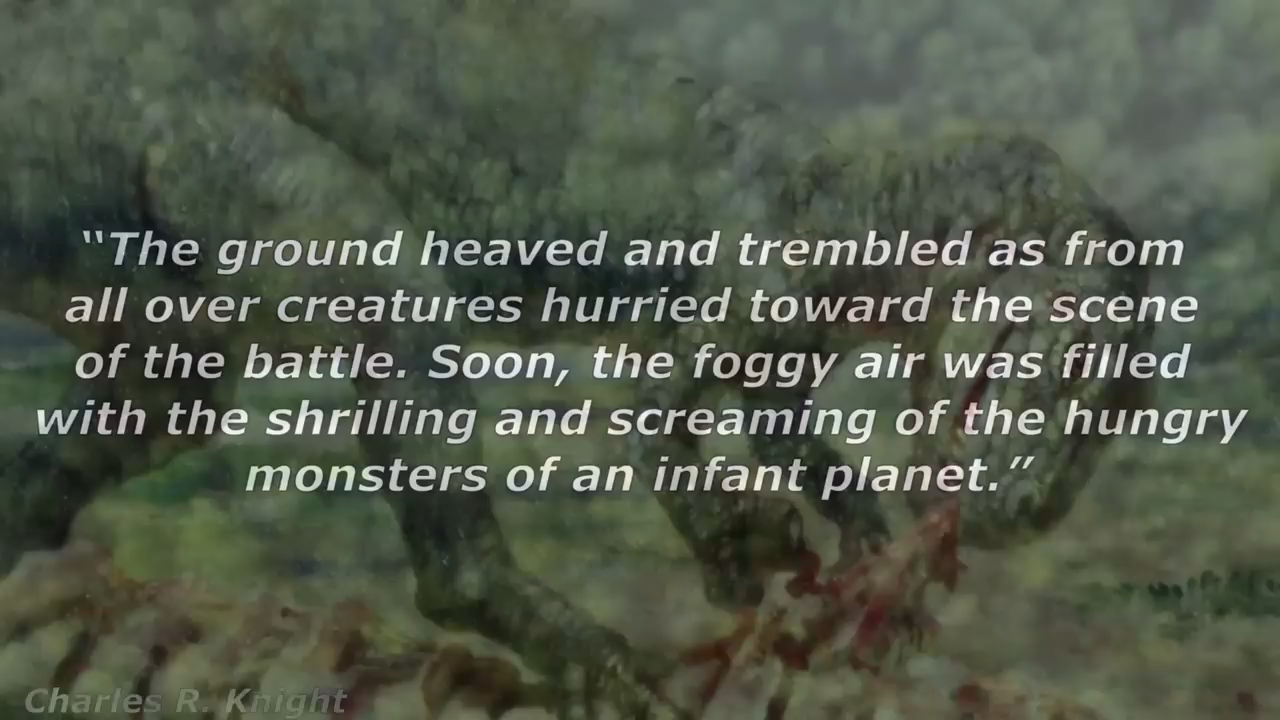 “The ground heaved and trembled as from
all over creatures hurried toward the scene
of the battle. Soon, the foggy air was filled
with the shrilling and screaming of the hungry
monsters of an infant planet.”
Charles R. Knight